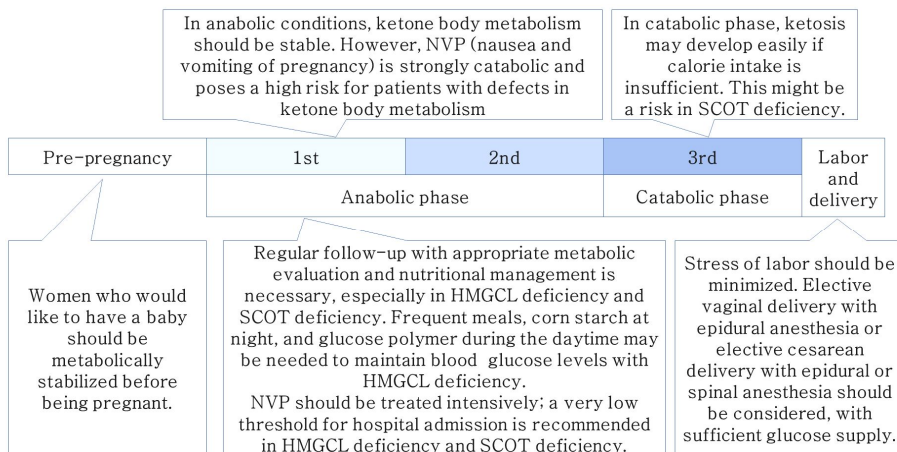 In anabolic conditions, ketone body metabolism
should be stable. However, NVP (nausea and
vomiting of pregnancy) is strongly catabolic and
poses a high risk for patients with defects in
ketone body metabolism
In catabolic phase, ketosis
may develop easily if
calorie intake is
insufficient. This might be
a risk in SCOT deficiency.
Pre-pregnancy
1st
2nd
3rd
Labor
and
delivery
Anabolic phase
Catabolic phase
Women who would
like to have a baby
should be
metabolically
stabilized before
being pregnant.
Regular follow-up with appropriate metabolic
evaluation and nutritional management is
necessary, especially in HMGCL deficiency and
SCOT deficiency. Frequent meals, corn starch at
night, and glucose polymer during the daytime may
be needed to maintain blood glucose levels with
HMGCL deficiency.
NVP should be treated intensively; a very low
threshold for hospital admission is recommended
in HMGCL deficiency and SCOT deficiency.
Stress of labor should be
minimized. Elective
vaginal delivery with
epidural anesthesia or
elective cesarean
delivery with epidural or
spinal anesthesia should
be considered, with
sufficient glucose supply.